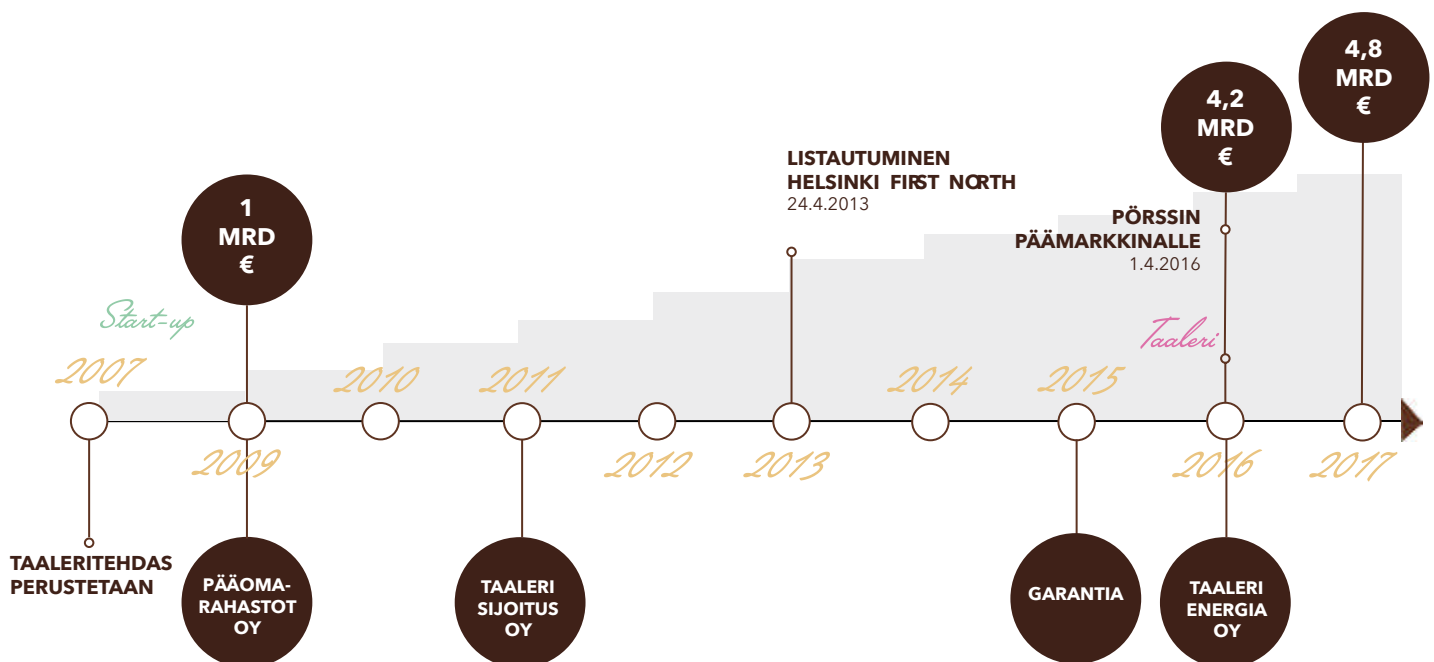 4,8
MRD
€
4,2
MRD
€
LISTAUTUMINEN
HELSINKI FIRST NORTH
24.4.2013
1
MRD
€
PÖRSSIN
PÄÄMARKKINALLE
1.4.2016
Start-up
Taaleri
2007
2010
2011
2014
2015
2009
2012
2013
2016
2017
TAALERITEHDAS
PERUSTETAAN
PÄÄOMA-
RAHASTOT
OY
TAALERI
SIJOITUS
OY
GARANTIA
TAALERI
ENERGIA
OY